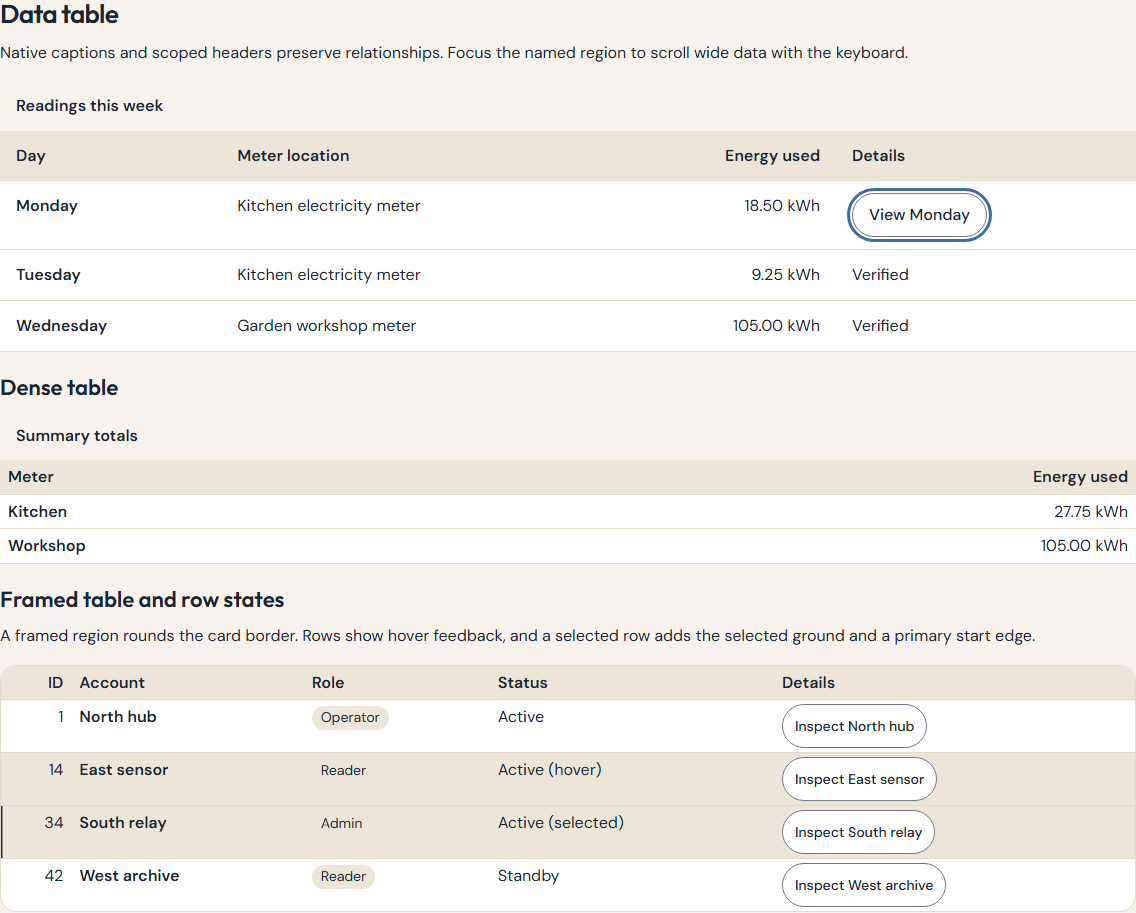 Data table
Native captions and scoped headers preserve relationships. Focus the named region to scroll wide data with the keyboard.
Readings this week
Day Meter location Energy used Details
Monday Kitchen electricity meter 18.50 kWh View Monday
Tuesday Kitchen electricity meter 9.25 kWh Verified
Wednesday Garden workshop meter 105.00 kWh Verified
Dense table
Summary totals
Meter Energy used
Kitchen 27.75 kWh
Workshop 105.00 kWh
Framed table and row states
A framed region rounds the card border. Rows show hover feedback, and a selected row adds the selected ground and a primary start edge.
ID Account Role Status Details
1 North hub Operator Active Inspect North hub
14 East sensor Reader Active (hover) Inspect East sensor
34 South relay Admin Active (selected) Inspect South relay
42 West archive Reader Standby Inspect West archive